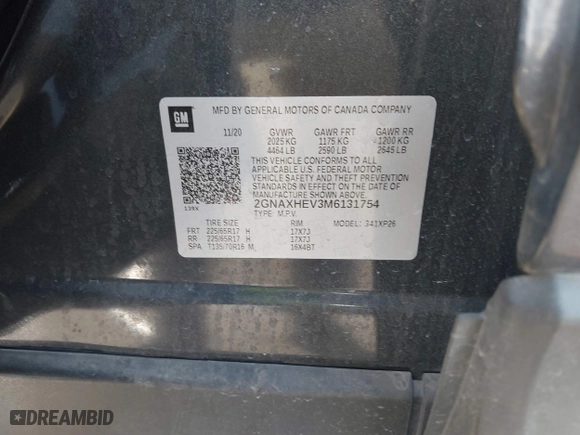 GM
MFD BY GENERAL MOTORS OF CANADA COMPANY
11/20 GVWR GAWR FRT GAWR RR
2025 KG 1175 KG 1200 KG
4464 LB 2590 LB 2645 LB
THIS VEHICLE CONFORMS TO ALL
APPLICABLE U.S. FEDERAL MOTOR
VEHICLE SAFETY AND THEFT PREVENTION
STANDARDS IN EFFECT ON THE DATE OF
MANUFACTURE SHOWN ABOVE.
139X 2GNAXHEV3M6131754
TYPE: M.P.V. MODEL: 341XP26
TIRE SIZE RIM
FRT 225/65R17 H 17X7J
RR 225/65R17 H 17X7J
SPA T135/70R16 M 16X4BT
DREAMBID